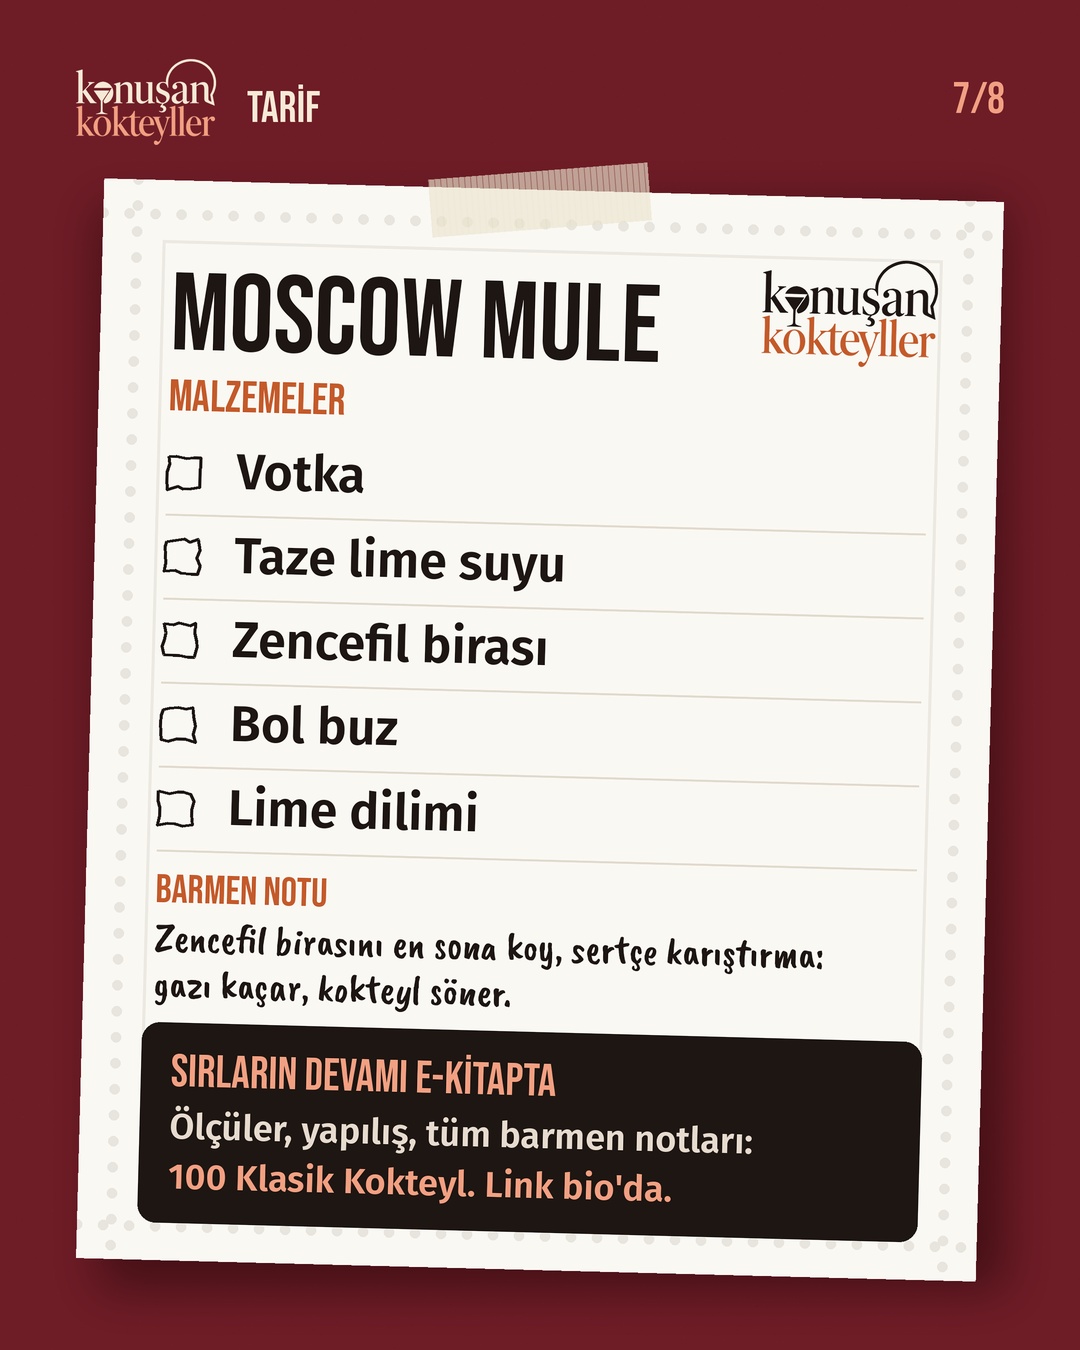 konuşan
kokteyller
TARİF
7/8
MOSCOW MULE
konuşan
kokteyller
MALZEMELER
Votka
Taze lime suyu
Zencefil birası
Bol buz
Lime dilimi
BARMEN NOTU
Zencefil birasını en sona koy, sertçe karıştırma:
gazı kaçar, kokteyl söner.
SIRLARIN DEVAMI E-KİTAPTA
Ölçüler, yapılış, tüm barmen notları:
100 Klasik Kokteyl. Link bio'da.